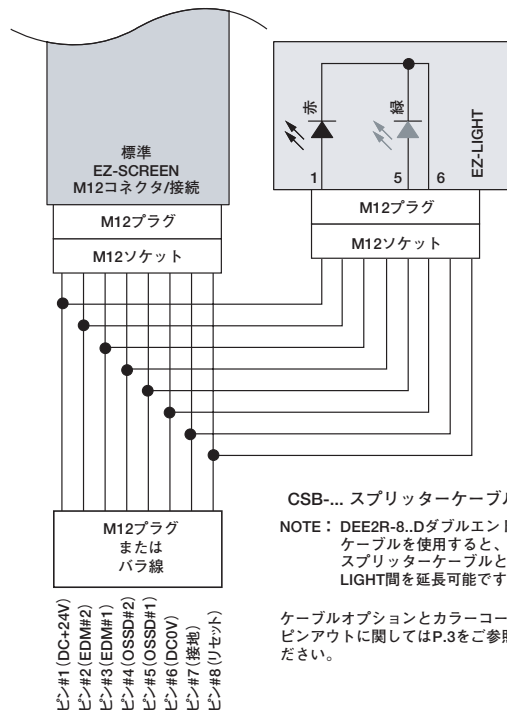 標準
EZ-SCREEN
M12コネクタ/接続
M12プラグ
M12ソケット
赤
緑
EZ-LIGHT
1
5
6
M12プラグ
M12ソケット
M12プラグ
または
バラ線
ピン#1(DC+24V)
ピン#2(EDM#2)
ピン#3(EDM#1)
ピン#4(OSSD#2)
ピン#5(OSSD#1)
ピン#6(DC0V)
ピン#7(接地)
ピン#8(リセット)
CSB-... スプリッターケーブル
NOTE： DEE2R-8..Dダブルエンド
ケーブルを使用すると、
スプリッターケーブルと
LIGHT間を延長可能です
ケーブルオプションとカラーコー
ピンアウトに関してはP.3をご参照
ださい。